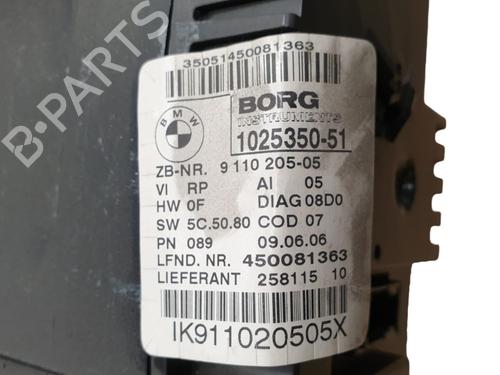 35051450081363
BMW
BORG
INSTRUMENTS
1025350-51
ZB-NR. 9 110 205-05
VI RP AI 05
HW 0F DIAG 08D0
SW 5C.50.80 COD 07
PN 089 09.06.06
LFND. NR. 450081363
LIEFERANT 258115 10
IK911020505X
B-PARTS